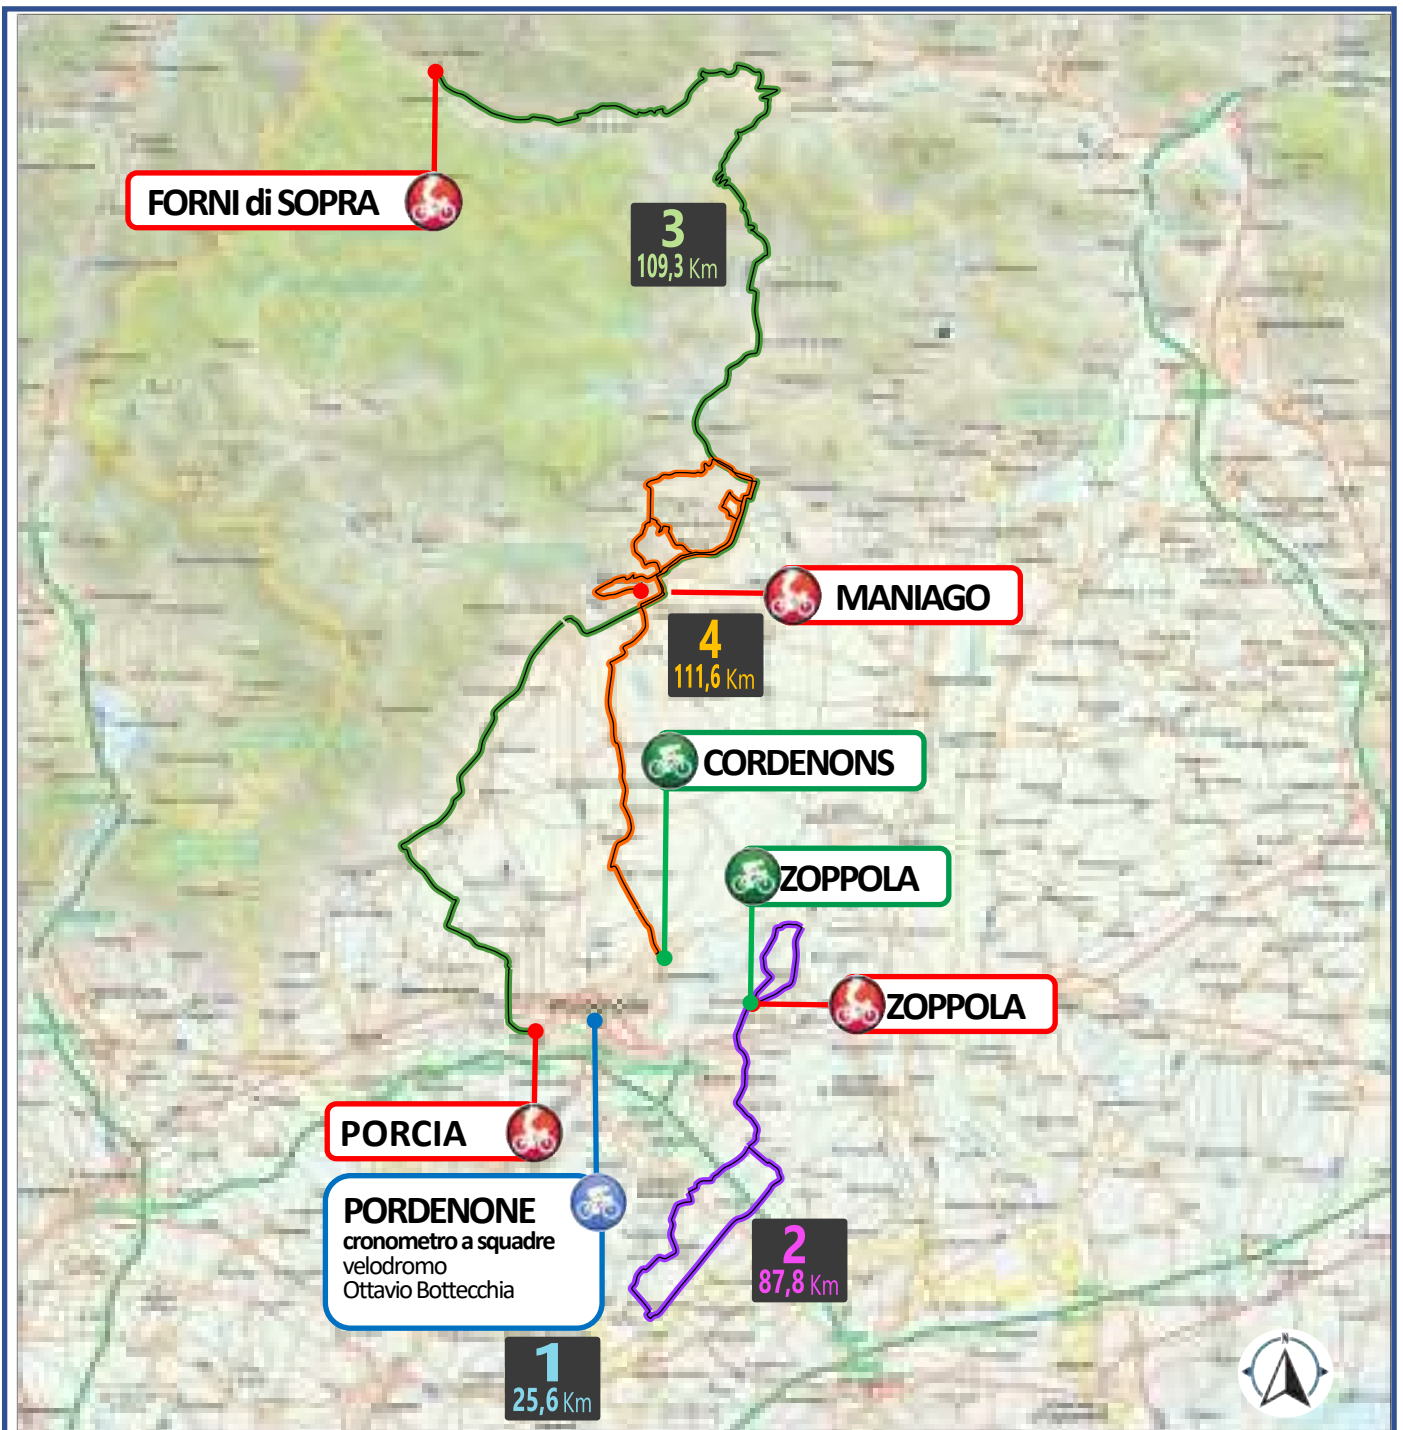 FORNI di SOPRA
3
109,3 Km
MANIAGO
4
111,6 Km
CORDENONS
ZOPPOLA
ZOPPOLA
PORCIA
PORDENONE
cronometro a squadre
velodromo
Ottavio Bottecchia
2
87,8 Km
1
25,6 Km
N